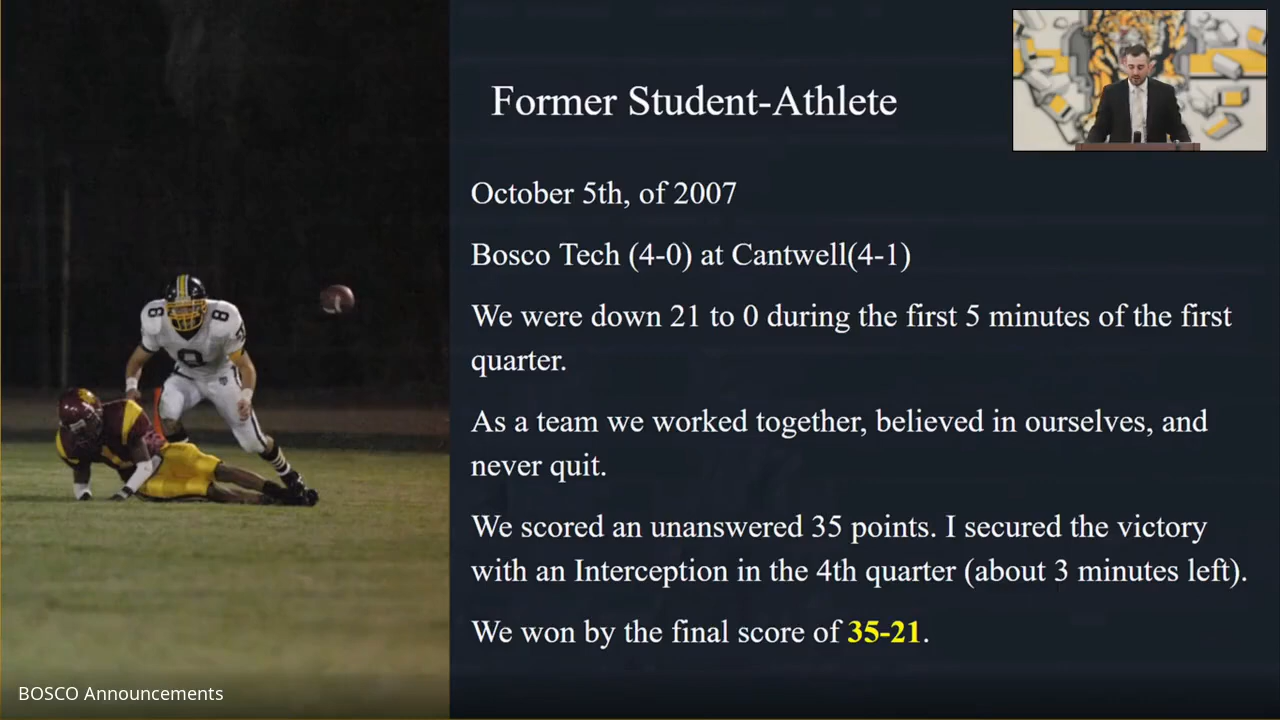 Former Student-Athlete
October 5th, of 2007
Bosco Tech (4-0) at Cantwell(4-1)
We were down 21 to 0 during the first 5 minutes of the first
quarter.
As a team we worked together, believed in ourselves, and
never quit.
We scored an unanswered 35 points. I secured the victory
with an Interception in the 4th quarter (about 3 minutes left).
We won by the final score of 35-21.
8
8
BOSCO Announcements